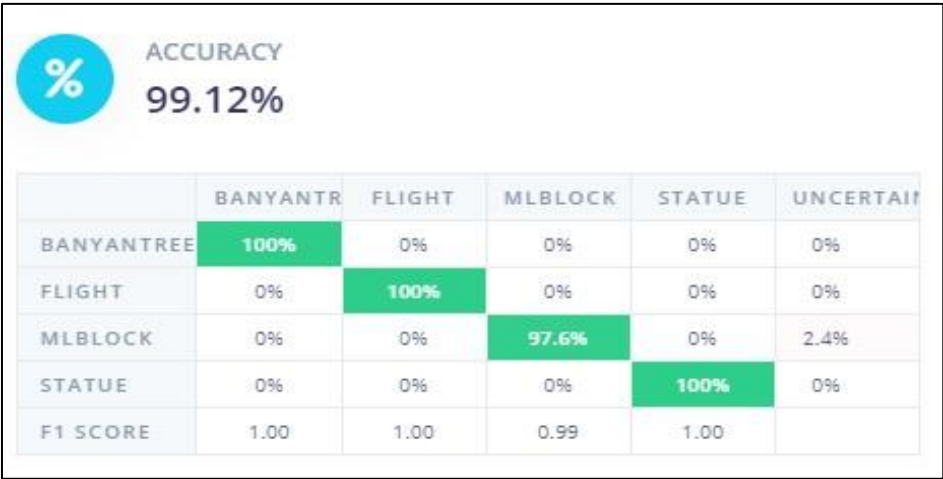 %
ACCURACY
99.12%
BANYANTR FLIGHT MLBLOCK STATUE UNCERTAIN
BANYANTREE 100% 0% 0% 0% 0%
FLIGHT 0% 100% 0% 0% 0%
MLBLOCK 0% 0% 97.6% 0% 2.4%
STATUE 0% 0% 0% 100% 0%
F1 SCORE 1.00 1.00 0.99 1.00